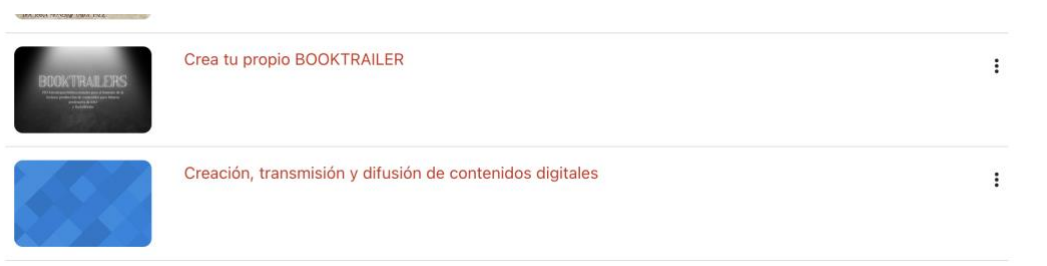 Crea tu propio BOOKTRAILER
BOOKTRAILERS
Creación, transmisión y difusión de contenidos digitales